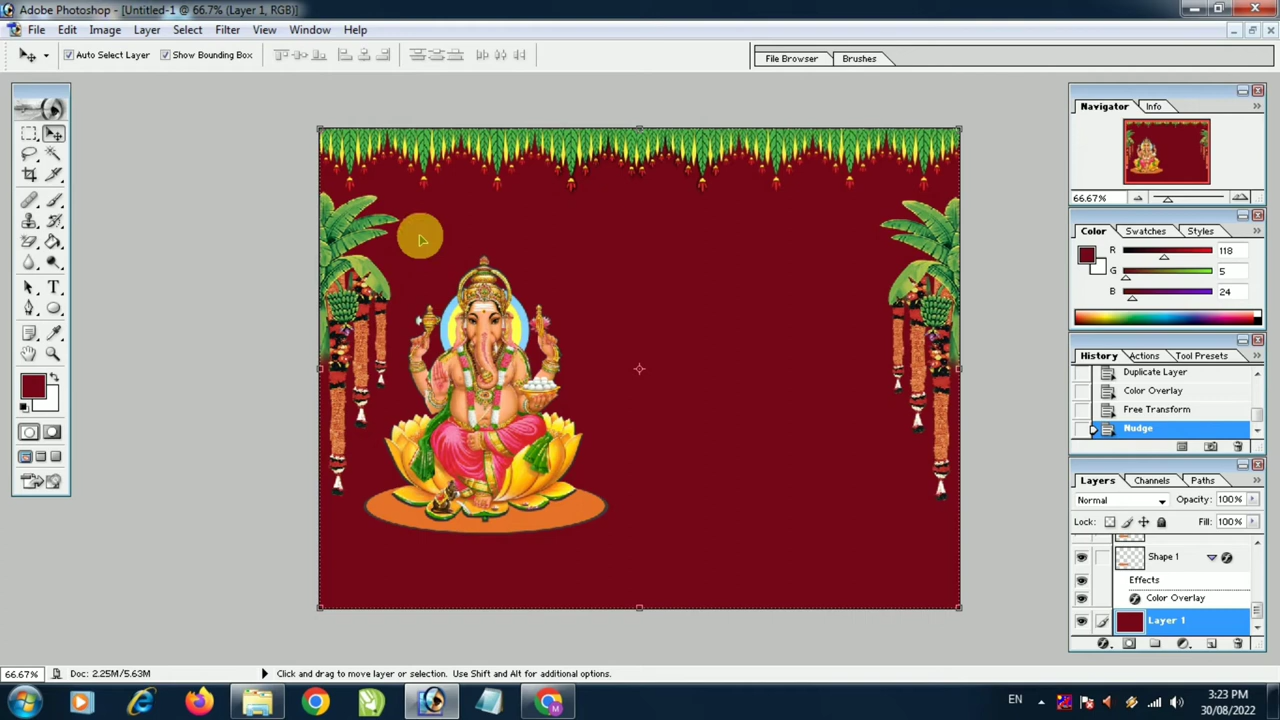 Adobe Photoshop - [Untitled-1 @ 66.7% (Layer 1, RGB)]
File Edit Image Layer Select Filter View Window Help
Auto Select Layer Show Bounding Box
File Browser Brushes
Navigator Info
66.67%
Color Swatches Styles
R 118
G 5
B 24
History Actions Tool Presets
Duplicate Layer
Color Overlay
Free Transform
Nudge
Layers Channels Paths
Normal Opacity: 100%
Lock: Fill: 100%
Shape 1
Effects
Color Overlay
Layer 1
66.67% Doc: 2.25M/5.63M Click and drag to move layer or selection. Use Shift and Alt for additional options.
EN
3:23 PM
30/08/2022